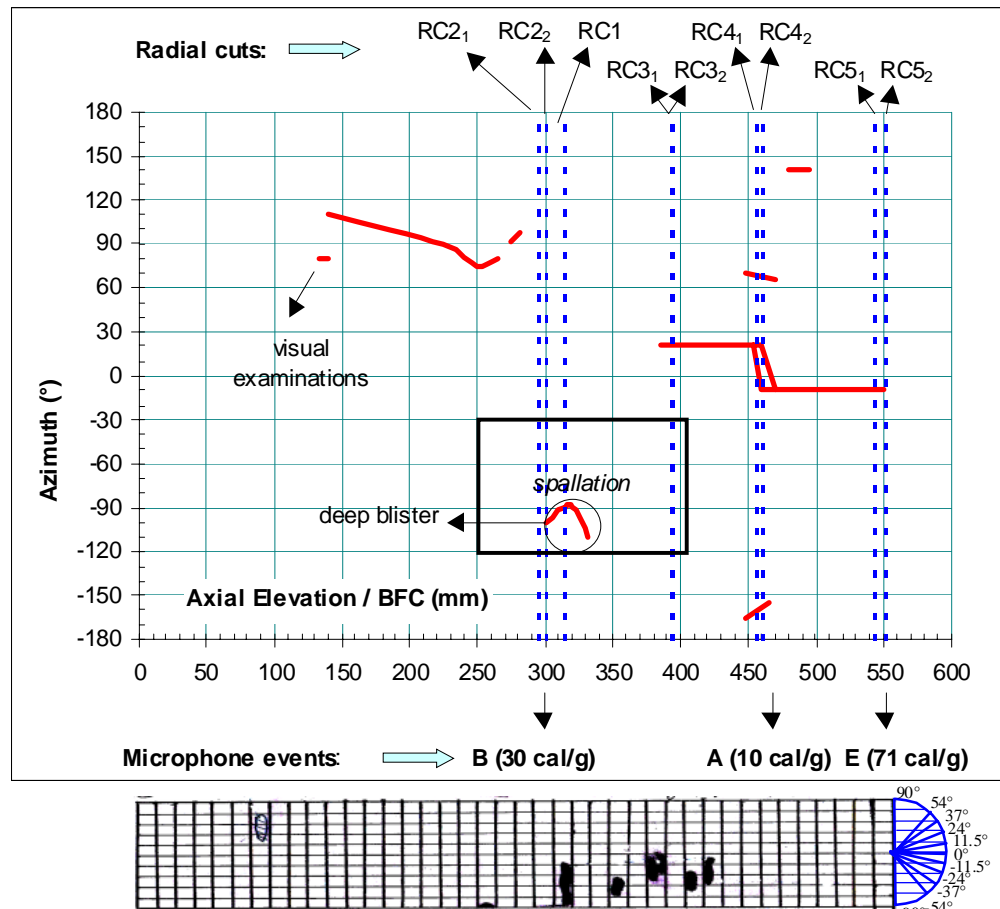 Radial cuts:
RC2₁ RC2₂ RC1 RC3₁ RC3₂ RC4₁ RC4₂ RC5₁ RC5₂
180
150
120
90
60
30
0
-30
-60
-90
-120
-150
-180
Azimuth (°)
visual
examinations
spallation
deep blister
Axial Elevation / BFC (mm)
0 50 100 150 200 250 300 350 400 450 500 550 600
Microphone events: B (30 cal/g) A (10 cal/g) E (71 cal/g)
90°
54°
37°
24°
11.5°
0°
-11.5°
-24°
-37°
-54°